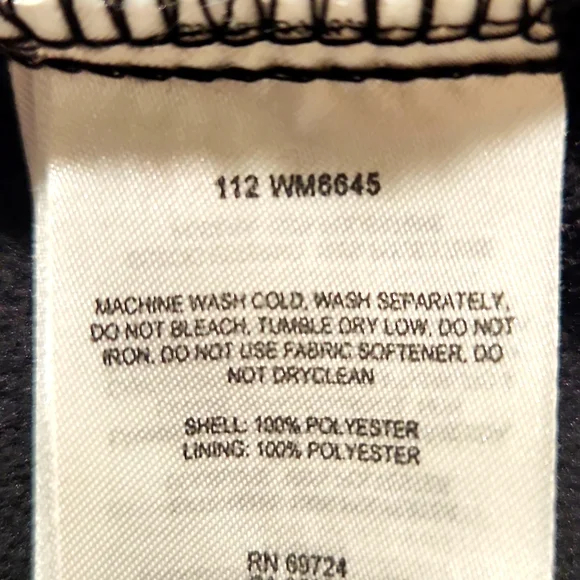 112 WM6645
MACHINE WASH COLD. WASH SEPARATELY.
DO NOT BLEACH. TUMBLE DRY LOW. DO NOT
IRON. DO NOT USE FABRIC SOFTENER. DO
NOT DRYCLEAN
SHELL: 100% POLYESTER
LINING: 100% POLYESTER
RN 69724